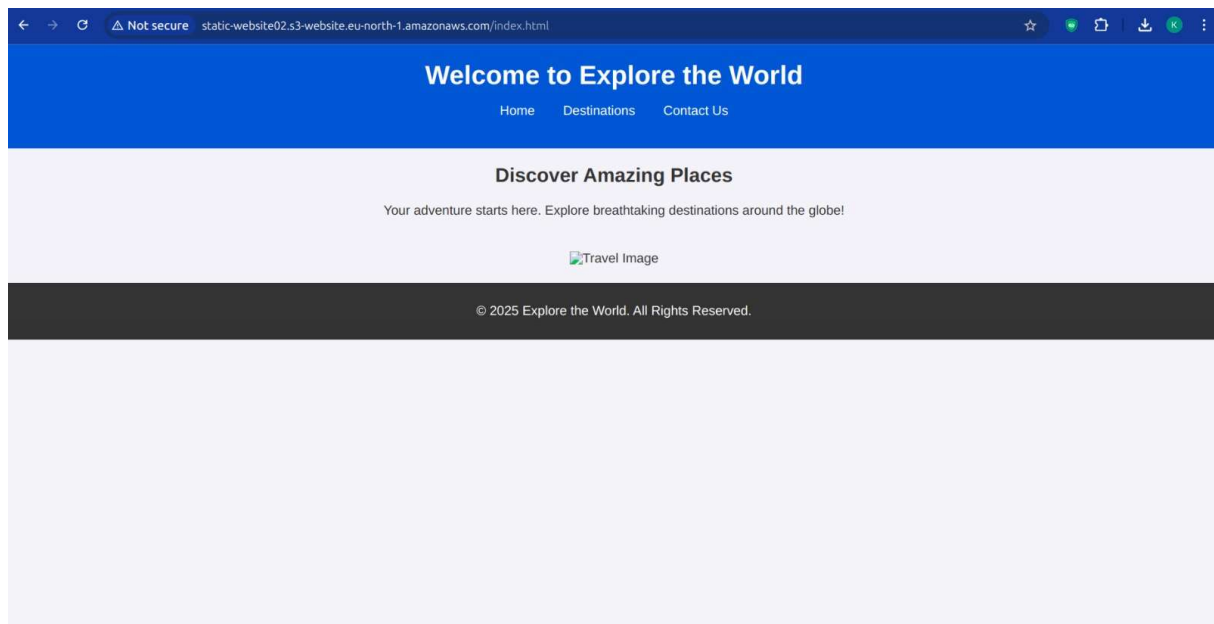 Not secure static-website02.s3-website.eu-north-1.amazonaws.com/index.html
K
Welcome to Explore the World
Home Destinations Contact Us
Discover Amazing Places
Your adventure starts here. Explore breathtaking destinations around the globe!
Travel Image
© 2025 Explore the World. All Rights Reserved.